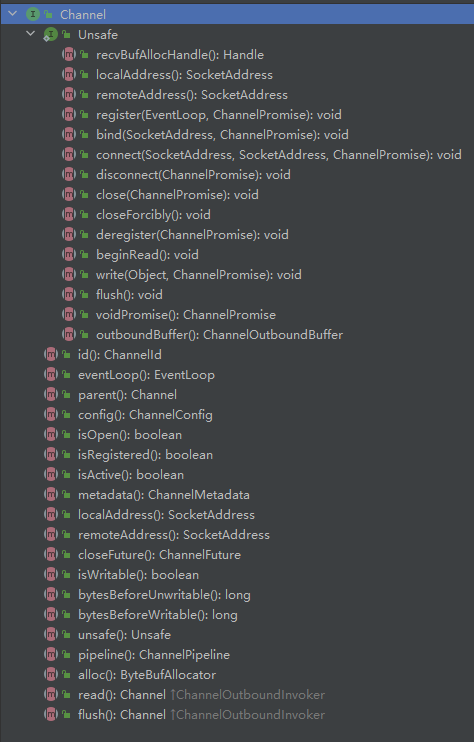 Channel
Unsafe
recvBufAllocHandle(): Handle
localAddress(): SocketAddress
remoteAddress(): SocketAddress
register(EventLoop, ChannelPromise): void
bind(SocketAddress, ChannelPromise): void
connect(SocketAddress, SocketAddress, ChannelPromise): void
disconnect(ChannelPromise): void
close(ChannelPromise): void
closeForcibly(): void
deregister(ChannelPromise): void
beginRead(): void
write(Object, ChannelPromise): void
flush(): void
voidPromise(): ChannelPromise
outboundBuffer(): ChannelOutboundBuffer
id(): ChannelId
eventLoop(): EventLoop
parent(): Channel
config(): ChannelConfig
isOpen(): boolean
isRegistered(): boolean
isActive(): boolean
metadata(): ChannelMetadata
localAddress(): SocketAddress
remoteAddress(): SocketAddress
closeFuture(): ChannelFuture
isWritable(): boolean
bytesBeforeUnwritable(): long
bytesBeforeWritable(): long
unsafe(): Unsafe
pipeline(): ChannelPipeline
alloc(): ByteBufAllocator
read(): Channel ↑ChannelOutboundInvoker
flush(): Channel ↑ChannelOutboundInvoker